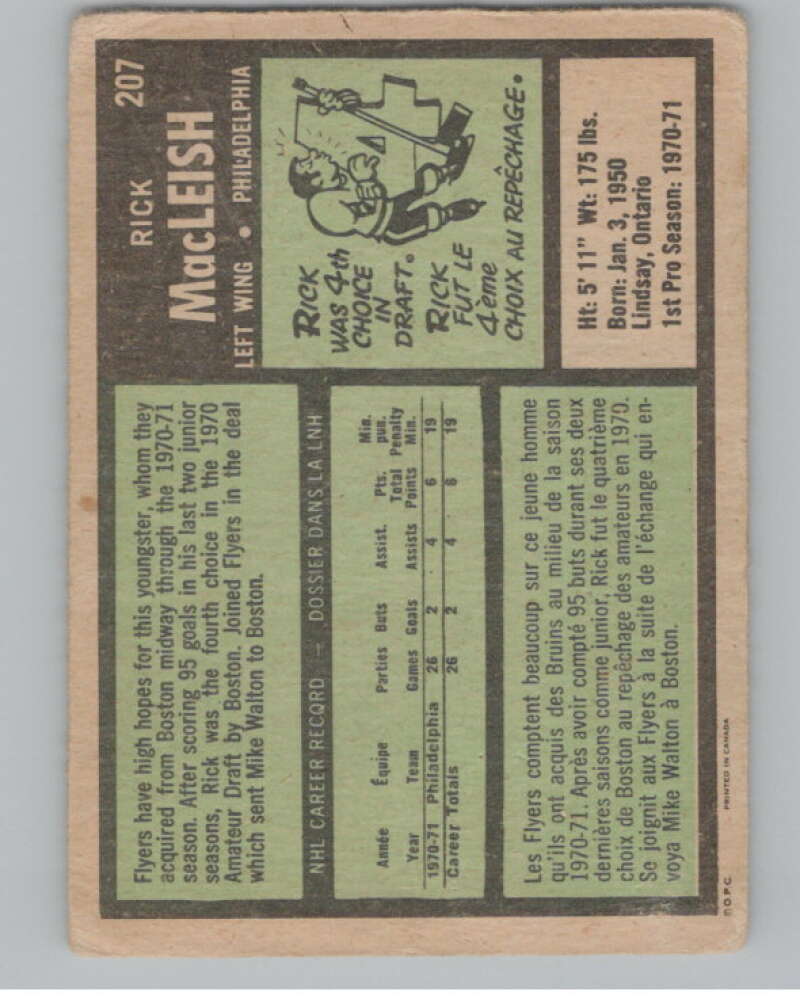 207
RICK
MacLEISH
LEFT WING • PHILADELPHIA
RICK
WAS 4th
CHOICE
IN
DRAFT.
RICK
FUT LE
4ème
CHOIX AU REPÊCHAGE.
Ht: 5' 11" Wt: 175 lbs.
Born: Jan. 3, 1950
Lindsay, Ontario
1st Pro Season: 1970-71
Flyers have high hopes for this youngster, whom they
acquired from Boston midway through the 1970-71
season. After scoring 95 goals in his last two junior
seasons, Rick was the fourth choice in the 1970
Amateur Draft by Boston. Joined Flyers in the deal
which sent Mike Walton to Boston.
NHL CAREER RECORD — DOSSIER DANS LA LNH
Année Équipe Parties Buts Assist. Pts. Total Min. pun.
Year Team Games Goals Assists Points Penalty Min.
1970-71 Philadelphia 26 2 4 6 19
Career Totals 26 2 4 6 19
Les Flyers comptent beaucoup sur ce jeune homme
qu'ils ont acquis des Bruins au milieu de la saison
1970-71. Après avoir compté 95 buts durant ses deux
dernières saisons comme junior, Rick fut le quatrième
choix de Boston au repêchage des amateurs en 1970.
Se joignit aux Flyers à la suite de l'échange qui en-
voya Mike Walton à Boston.
© O.P.C. PRINTED IN CANADA